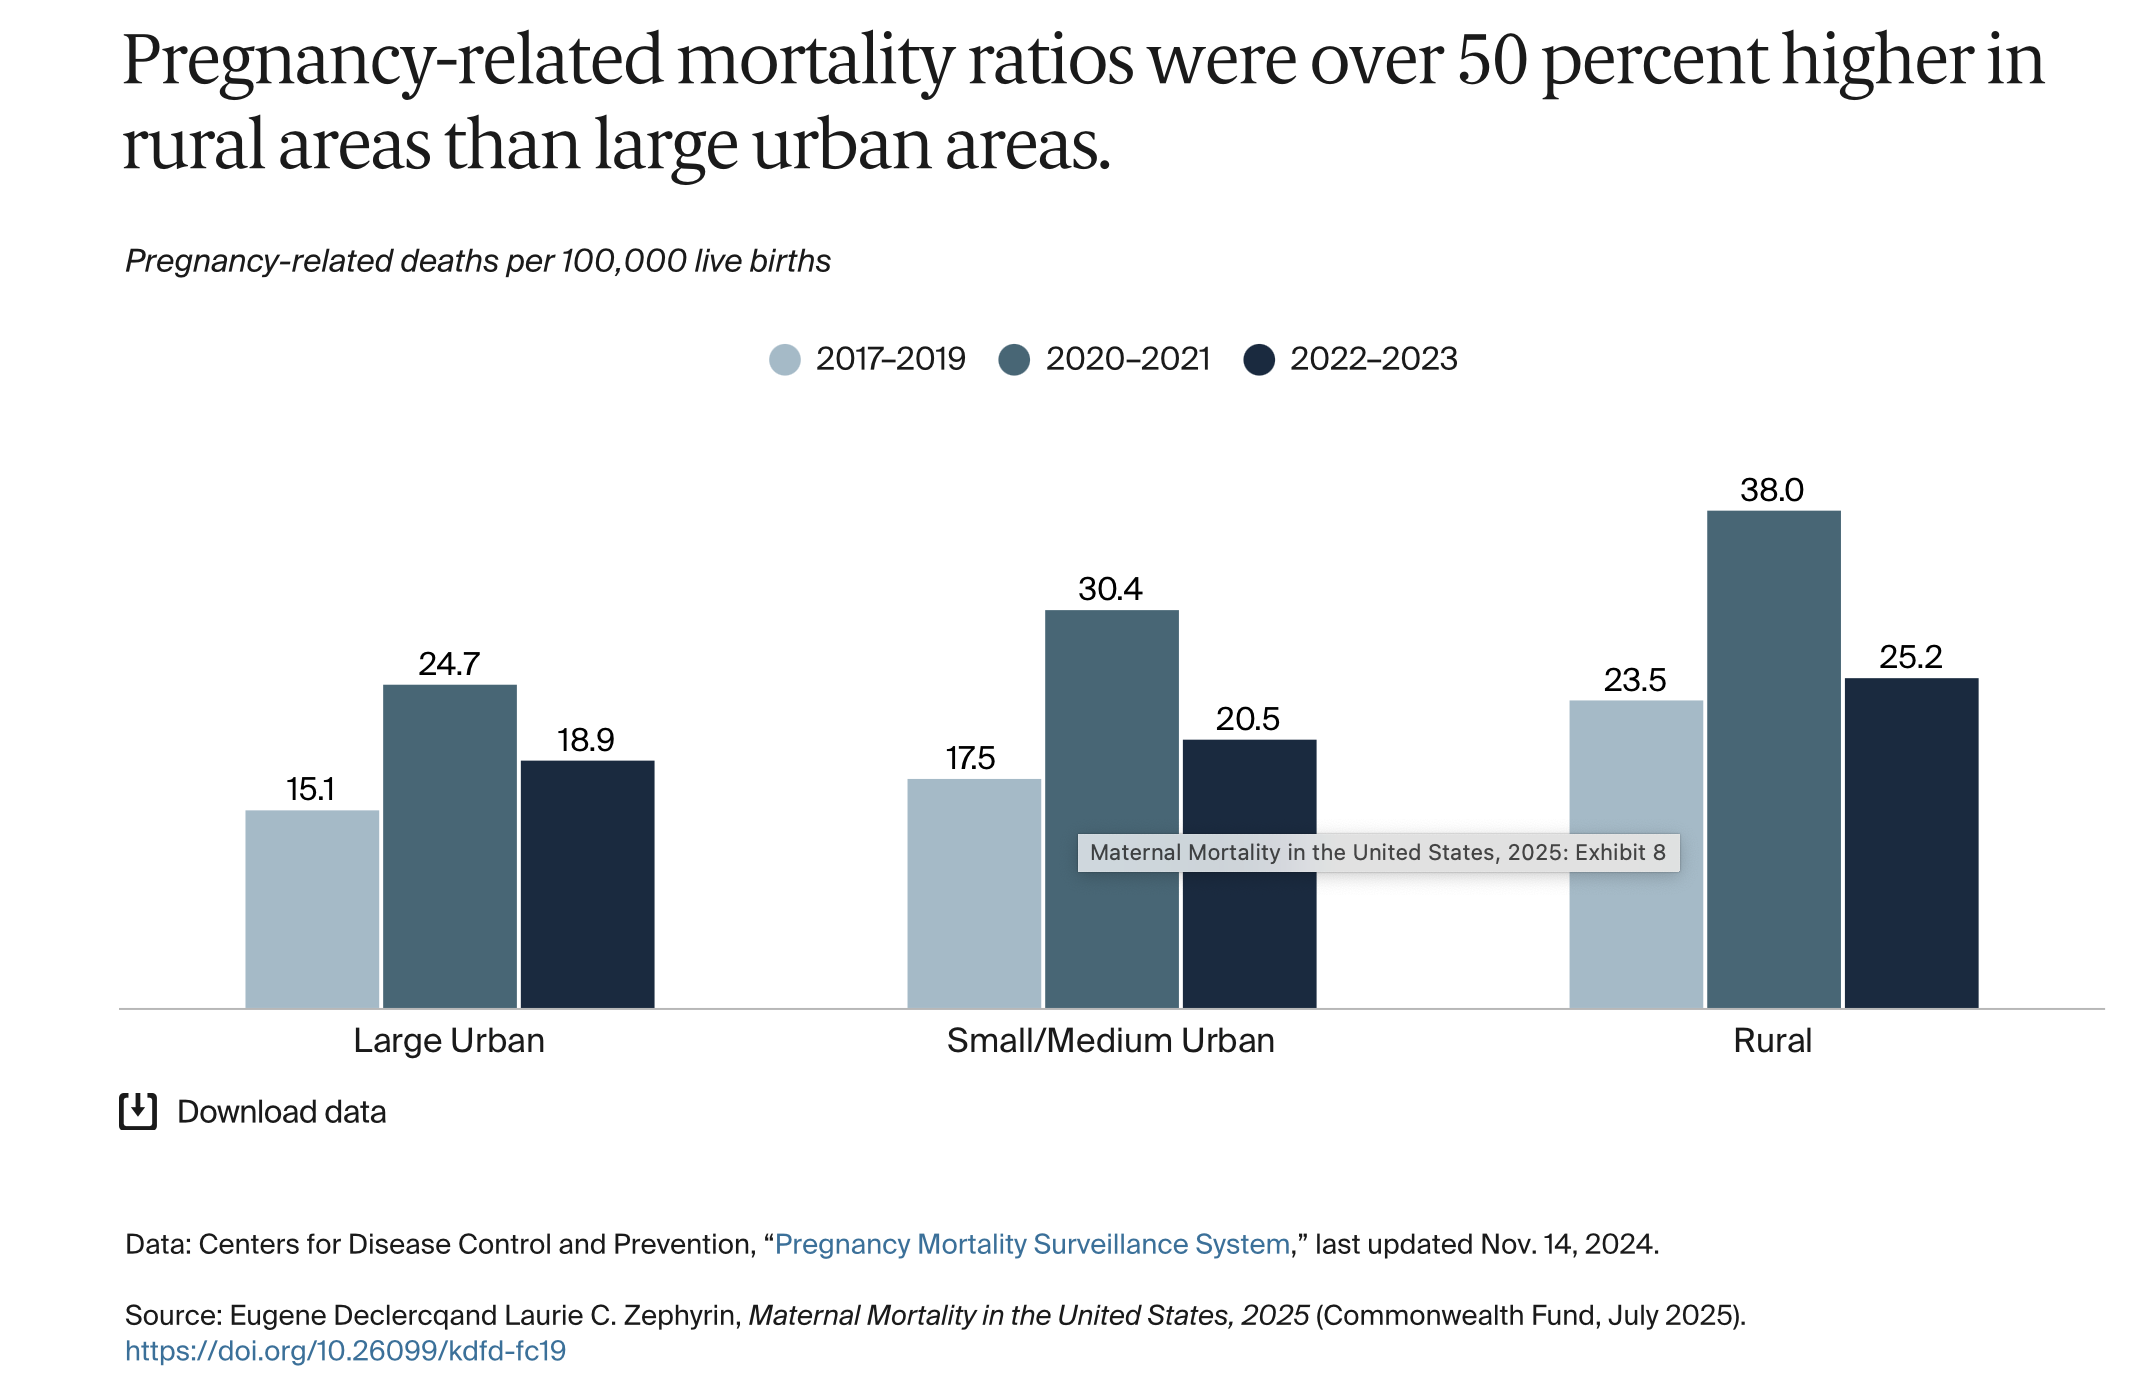 Pregnancy-related mortality ratios were over 50 percent higher in
rural areas than large urban areas.
Pregnancy-related deaths per 100,000 live births
2017–2019 2020–2021 2022–2023
15.1
24.7
18.9
17.5
30.4
20.5
23.5
38.0
25.2
Maternal Mortality in the United States, 2025: Exhibit 8
Large Urban Small/Medium Urban Rural
Download data
Data: Centers for Disease Control and Prevention, “Pregnancy Mortality Surveillance System,” last updated Nov. 14, 2024.
Source: Eugene Declercqand Laurie C. Zephyrin, Maternal Mortality in the United States, 2025 (Commonwealth Fund, July 2025).
https://doi.org/10.26099/kdfd-fc19